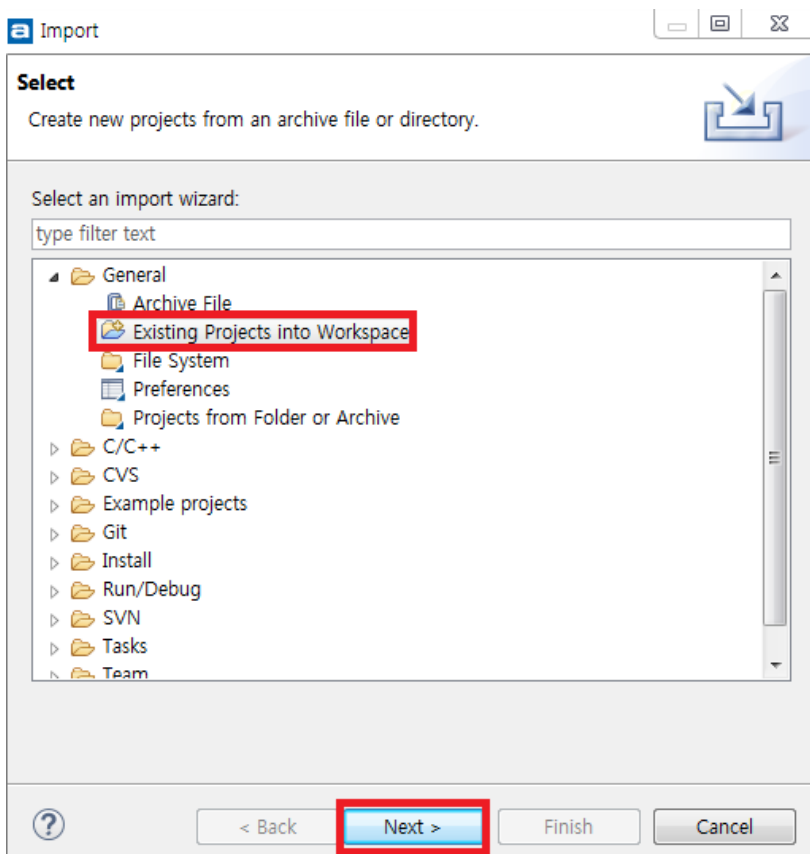 a Import
Select
Create new projects from an archive file or directory.
Select an import wizard:
type filter text
General
Archive File
Existing Projects into Workspace
File System
Preferences
Projects from Folder or Archive
C/C++
CVS
Example projects
Git
Install
Run/Debug
SVN
Tasks
Team
? < Back Next > Finish Cancel